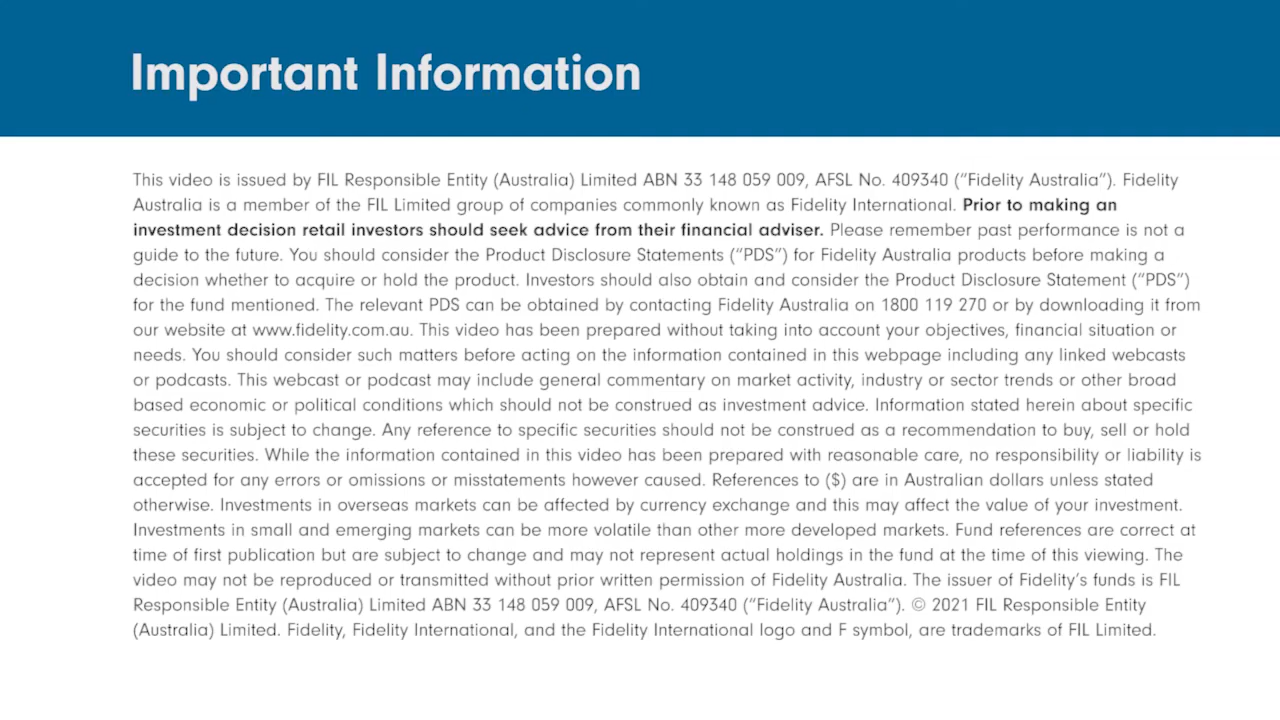 Important Information
This video is issued by FIL Responsible Entity (Australia) Limited ABN 33 148 059 009, AFSL No. 409340 (“Fidelity Australia”). Fidelity
Australia is a member of the FIL Limited group of companies commonly known as Fidelity International. Prior to making an
investment decision retail investors should seek advice from their financial adviser. Please remember past performance is not a
guide to the future. You should consider the Product Disclosure Statements (“PDS”) for Fidelity Australia products before making a
decision whether to acquire or hold the product. Investors should also obtain and consider the Product Disclosure Statement (“PDS”)
for the fund mentioned. The relevant PDS can be obtained by contacting Fidelity Australia on 1800 119 270 or by downloading it from
our website at www.fidelity.com.au. This video has been prepared without taking into account your objectives, financial situation or
needs. You should consider such matters before acting on the information contained in this webpage including any linked webcasts
or podcasts. This webcast or podcast may include general commentary on market activity, industry or sector trends or other broad
based economic or political conditions which should not be construed as investment advice. Information stated herein about specific
securities is subject to change. Any reference to specific securities should not be construed as a recommendation to buy, sell or hold
these securities. While the information contained in this video has been prepared with reasonable care, no responsibility or liability is
accepted for any errors or omissions or misstatements however caused. References to ($) are in Australian dollars unless stated
otherwise. Investments in overseas markets can be affected by currency exchange and this may affect the value of your investment.
Investments in small and emerging markets can be more volatile than other more developed markets. Fund references are correct at
time of first publication but are subject to change and may not represent actual holdings in the fund at the time of this viewing. The
video may not be reproduced or transmitted without prior written permission of Fidelity Australia. The issuer of Fidelity’s funds is FIL
Responsible Entity (Australia) Limited ABN 33 148 059 009, AFSL No. 409340 (“Fidelity Australia”). © 2021 FIL Responsible Entity
(Australia) Limited. Fidelity, Fidelity International, and the Fidelity International logo and F symbol, are trademarks of FIL Limited.